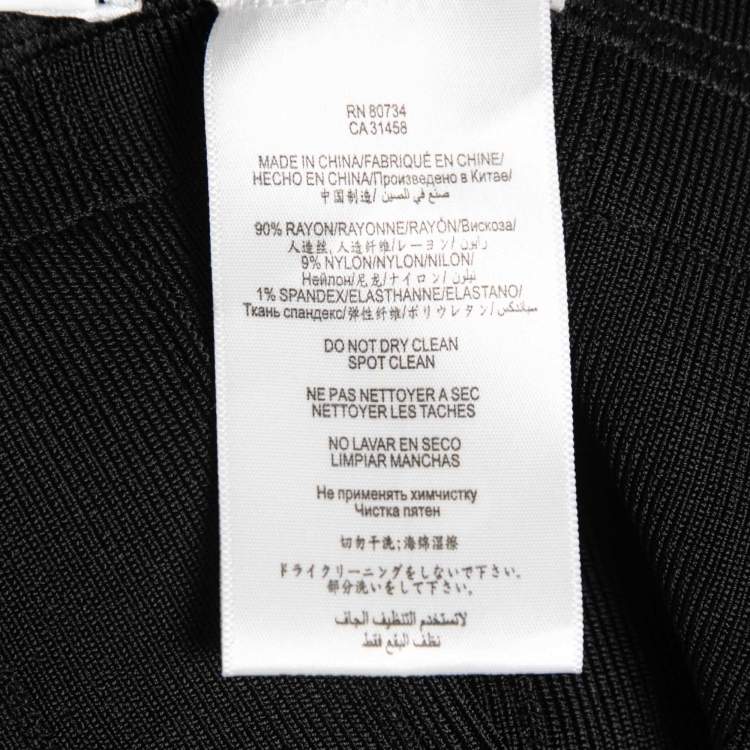 RN 80734
CA 31458
MADE IN CHINA/FABRIQUÉ EN CHINE/
HECHO EN CHINA/Произведено в Китае/
中国制造/ صنع في الصين/
90% RAYON/RAYONNE/RAYÓN/Вискоза/
人造丝,人造纤维/レーヨン/ رايون/
9% NYLON/NYLON/NILON/
Нейлон/尼龙/ナイロン/ نيلون/
1% SPANDEX/ELASTHANNE/ELASTANO/
Ткань спандекс/弹性纤维/ポリウレタン/ سباندكس/
DO NOT DRY CLEAN
SPOT CLEAN
NE PAS NETTOYER A SEC
NETTOYER LES TACHES
NO LAVAR EN SECO
LIMPIAR MANCHAS
Не применять химчистку
Чистка пятен
切勿干洗;海绵湿擦
ドライクリーニングをしないで下さい。
部分洗いをして下さい。
لاتستخدم التنظيف الجاف
نظف البقع فقط